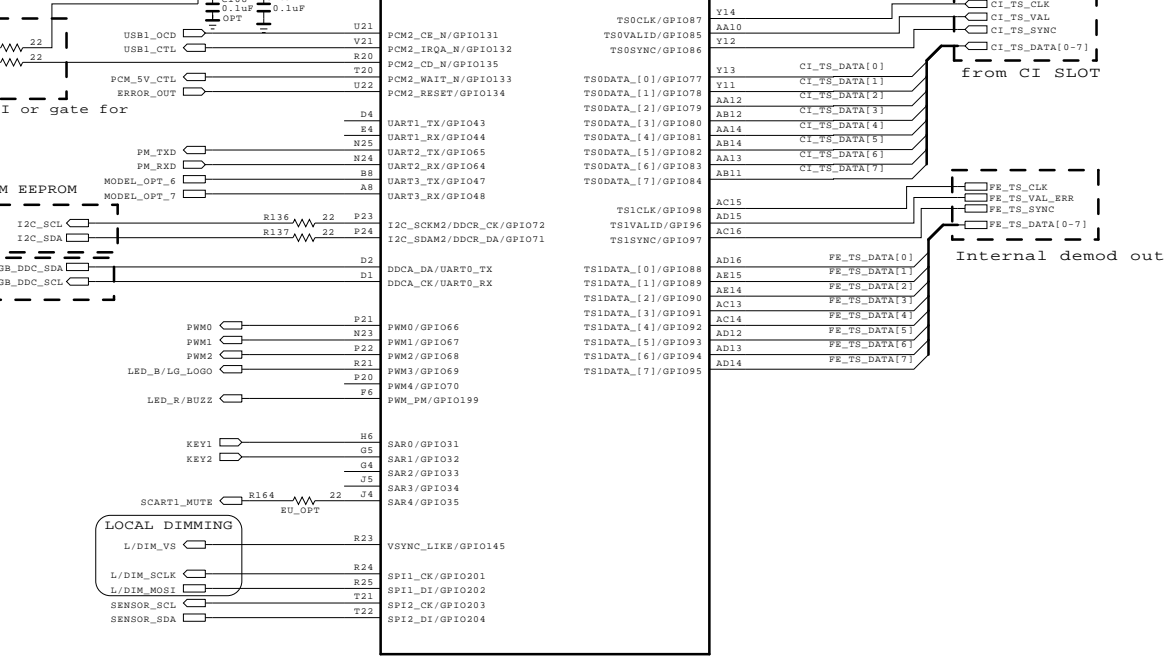 0.1uF
OPT
0.1uF
22
22
I or gate for
USB1_OCD U21 PCM2_CE_N/GPIO131
USB1_CTL V21 PCM2_IRQA_N/GPIO132
R20 PCM2_CD_N/GPIO135
PCM_5V_CTL T20 PCM2_WAIT_N/GPIO133
ERROR_OUT U22 PCM2_RESET/GPIO134
D4 UART1_TX/GPIO43
E4 UART1_RX/GPIO44
PM_TXD N25 UART2_TX/GPIO65
PM_RXD N24 UART2_RX/GPIO64
MODEL_OPT_6 B8 UART3_TX/GPIO47
MODEL_OPT_7 A8 UART3_RX/GPIO48
M EEPROM
I2C_SCL R136 22 P23 I2C_SCKM2/DDCR_CK/GPIO72
I2C_SDA R137 22 P24 I2C_SDAM2/DDCR_DA/GPIO71
GB_DDC_SDA D2 DDCA_DA/UART0_TX
GB_DDC_SCL D1 DDCA_CK/UART0_RX
PWM0 P21 PWM0/GPIO66
PWM1 N23 PWM1/GPIO67
PWM2 P22 PWM2/GPIO68
LED_B/LG_LOGO R21 PWM3/GPIO69
P20 PWM4/GPIO70
LED_R/BUZZ F6 PWM_PM/GPIO199
KEY1 H6 SAR0/GPIO31
KEY2 G5 SAR1/GPIO32
G4 SAR2/GPIO33
J5 SAR3/GPIO34
SCART1_MUTE R164 22 J4 SAR4/GPIO35
EU_OPT
LOCAL DIMMING
L/DIM_VS R23 VSYNC_LIKE/GPIO145
L/DIM_SCLK R24 SPI1_CK/GPIO201
L/DIM_MOSI R25 SPI1_DI/GPIO202
SENSOR_SCL T21 SPI2_CK/GPIO203
SENSOR_SDA T22 SPI2_DI/GPIO204
TS0CLK/GPIO87 Y14 CI_TS_CLK
TS0VALID/GPIO85 AA10 CI_TS_VAL
TS0SYNC/GPIO86 Y12 CI_TS_SYNC
CI_TS_DATA[0-7]
from CI SLOT
TS0DATA_[0]/GPIO77 Y13 CI_TS_DATA[0]
TS0DATA_[1]/GPIO78 Y11 CI_TS_DATA[1]
TS0DATA_[2]/GPIO79 AA12 CI_TS_DATA[2]
TS0DATA_[3]/GPIO80 AB12 CI_TS_DATA[3]
TS0DATA_[4]/GPIO81 AA14 CI_TS_DATA[4]
TS0DATA_[5]/GPIO82 AB14 CI_TS_DATA[5]
TS0DATA_[6]/GPIO83 AA13 CI_TS_DATA[6]
TS0DATA_[7]/GPIO84 AB11 CI_TS_DATA[7]
TS1CLK/GPIO98 AC15 FE_TS_CLK
TS1VALID/GPI96 AD15 FE_TS_VAL_ERR
TS1SYNC/GPIO97 AC16 FE_TS_SYNC
FE_TS_DATA[0-7]
Internal demod out
TS1DATA_[0]/GPIO88 AD16 FE_TS_DATA[0]
TS1DATA_[1]/GPIO89 AE15 FE_TS_DATA[1]
TS1DATA_[2]/GPIO90 AE14 FE_TS_DATA[2]
TS1DATA_[3]/GPIO91 AC13 FE_TS_DATA[3]
TS1DATA_[4]/GPIO92 AC14 FE_TS_DATA[4]
TS1DATA_[5]/GPIO93 AD12 FE_TS_DATA[5]
TS1DATA_[6]/GPIO94 AD13 FE_TS_DATA[6]
TS1DATA_[7]/GPIO95 AD14 FE_TS_DATA[7]